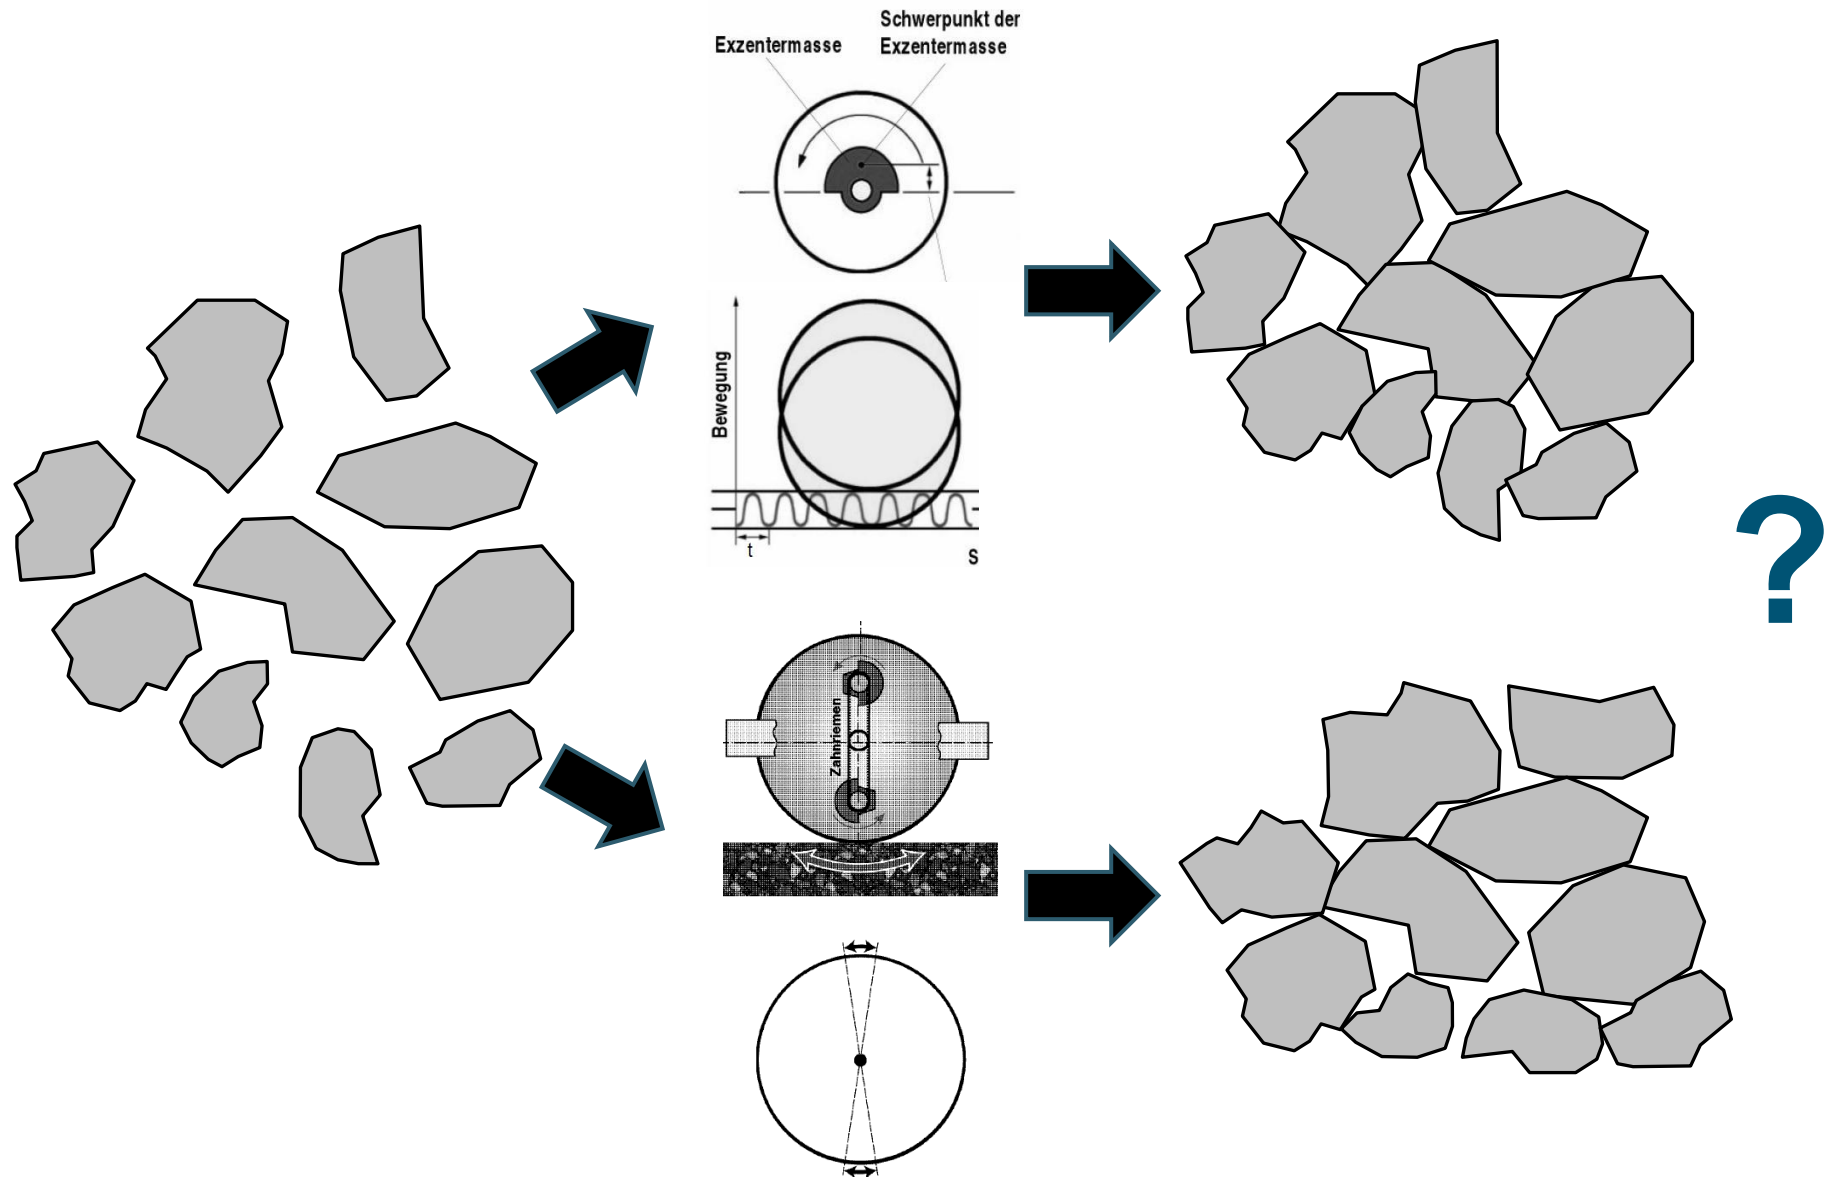 Exzentermasse
Schwerpunkt der
Exzentermasse
Bewegung
t
S
Zahnriemen
?